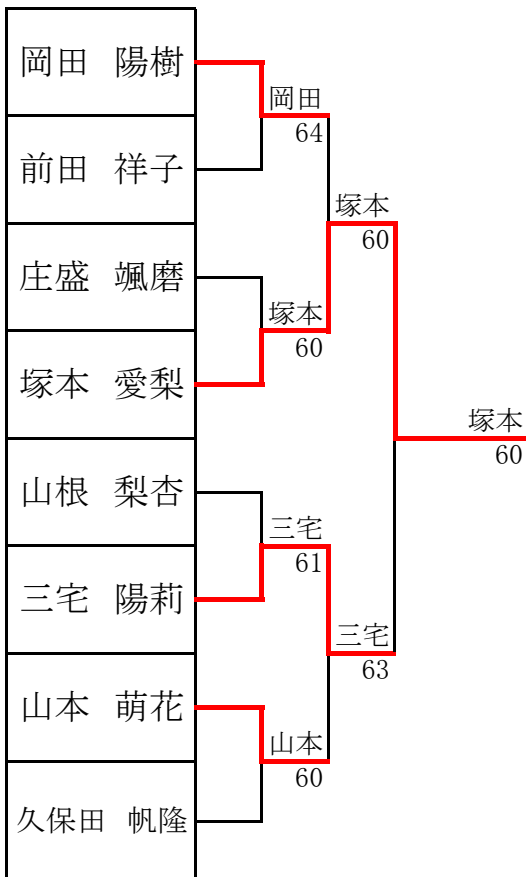 岡田 陽樹
前田 祥子
庄盛 颯磨
塚本 愛梨
山根 梨杏
三宅 陽莉
山本 萌花
久保田 帆隆
岡田
64
塚本
60
三宅
61
山本
60
塚本
60
三宅
63
塚本
60